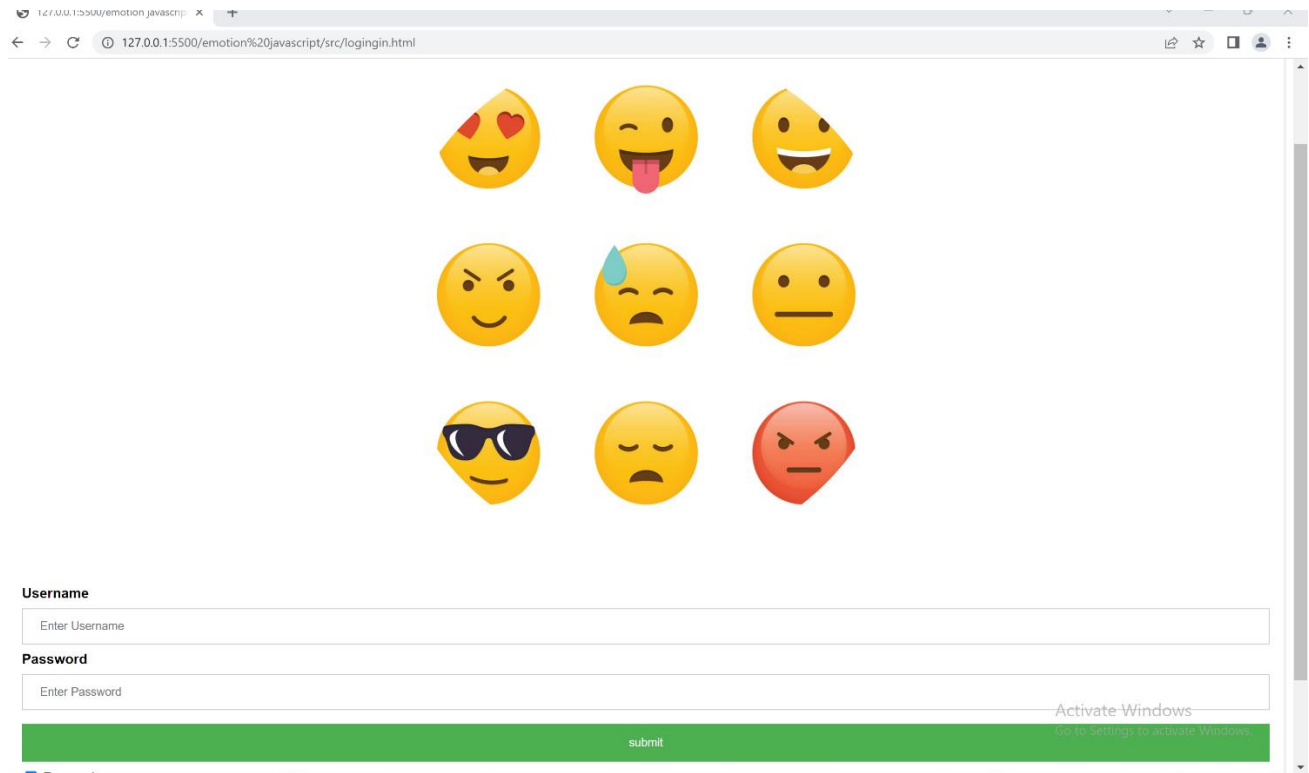 127.0.0.1:5500/emotion javascrip
127.0.0.1:5500/emotion%20javascript/src/logingin.html
Username
Enter Username
Password
Enter Password
Activate Windows
Go to Settings to activate Windows.
submit